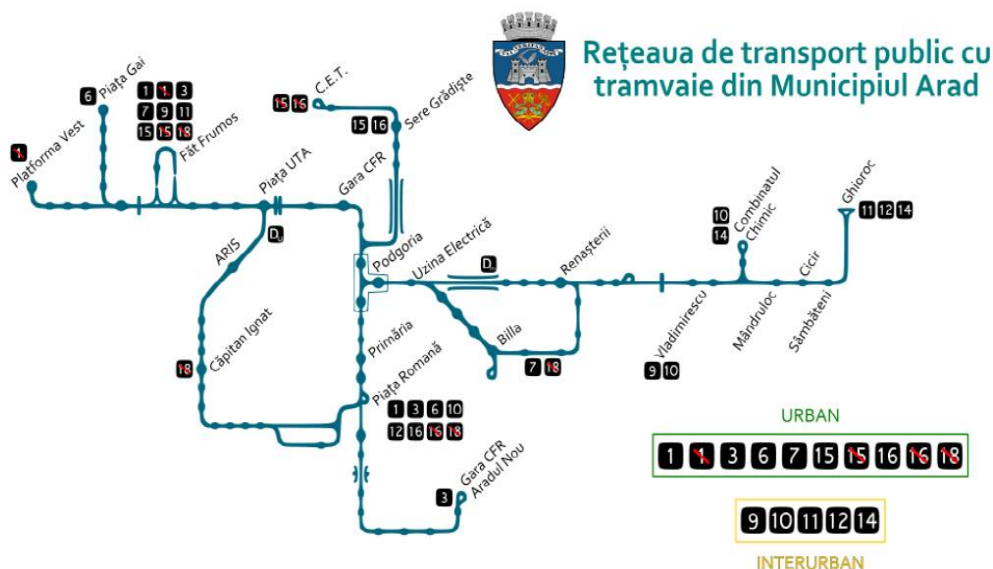 Rețeaua de transport public cu
tramvaie din Municipiul Arad
Platforma Vest
1
6
Piața Gai
1 1 3
7 9 11
15 15 18
Făt Frumos
Piața UTA
D
Gara CFR
15 16
C.E.T.
15 16
Sere Grădiște
ARIS
Căpitan Ignat
18
Podgoria
Uzina Electrică
D
Primăria
Piața Romană
1 3 6 10
12 16 16 18
Renașterii
Billa
7 18
3
Gara CFR
Aradul Nou
Vladimirescu
9 10
10
14
Combinatul
Chimic
Mândruloc
Cicir
Sâmbăteni
Ghioroc
11 12 14
URBAN
1 1 3 6 7 15 15 16 16 18
9 10 11 12 14
INTERURBAN